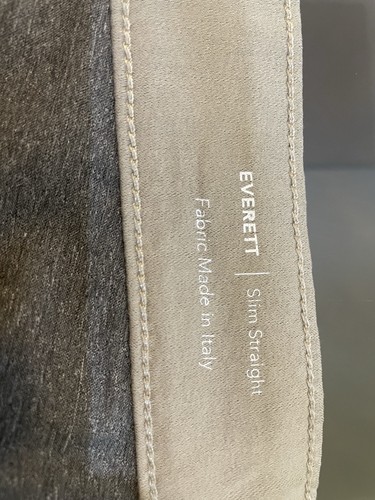 EVERETT | Slim Straight
Fabric Made in Italy